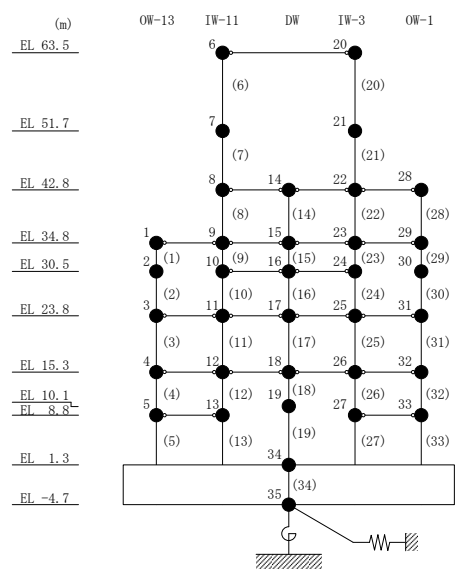 (m) OW-13 IW-11 DW IW-3 OW-1
EL 63.5 6 20
(6) (20)
EL 51.7 7 21
(7) (21)
EL 42.8 8 14 22 28
(8) (14) (22) (28)
EL 34.8 1 9 15 23 29
(1) (9) (15) (23) (29)
EL 30.5 2 10 16 24 30
(2) (10) (16) (24) (30)
EL 23.8 3 11 17 25 31
(3) (11) (17) (25) (31)
EL 15.3 4 12 18 26 32
(4) (12) (18) (26) (32)
EL 10.1 19
EL 8.8 5 13 27 33
(5) (13) (19) (27) (33)
EL 1.3 34
(34)
EL -4.7 35